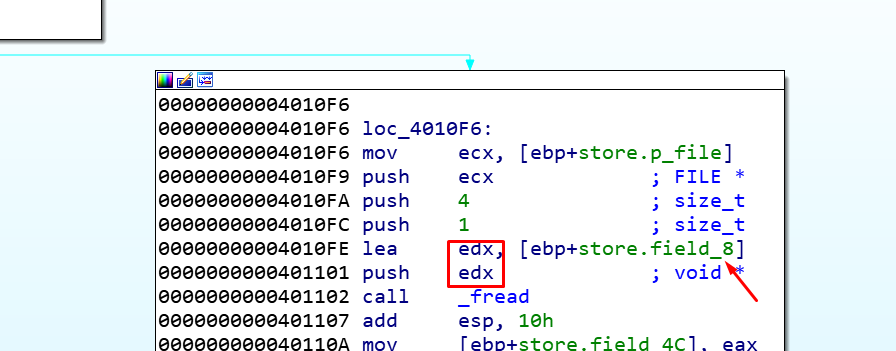 00000000004010F6
00000000004010F6 loc_4010F6:
00000000004010F6 mov ecx, [ebp+store.p_file]
00000000004010F9 push ecx ; FILE *
00000000004010FA push 4 ; size_t
00000000004010FC push 1 ; size_t
00000000004010FE lea edx, [ebp+store.field_8]
0000000000401101 push edx ; void *
0000000000401102 call _fread
0000000000401107 add esp, 10h
000000000040110A mov [ebp+store.field_4C], eax